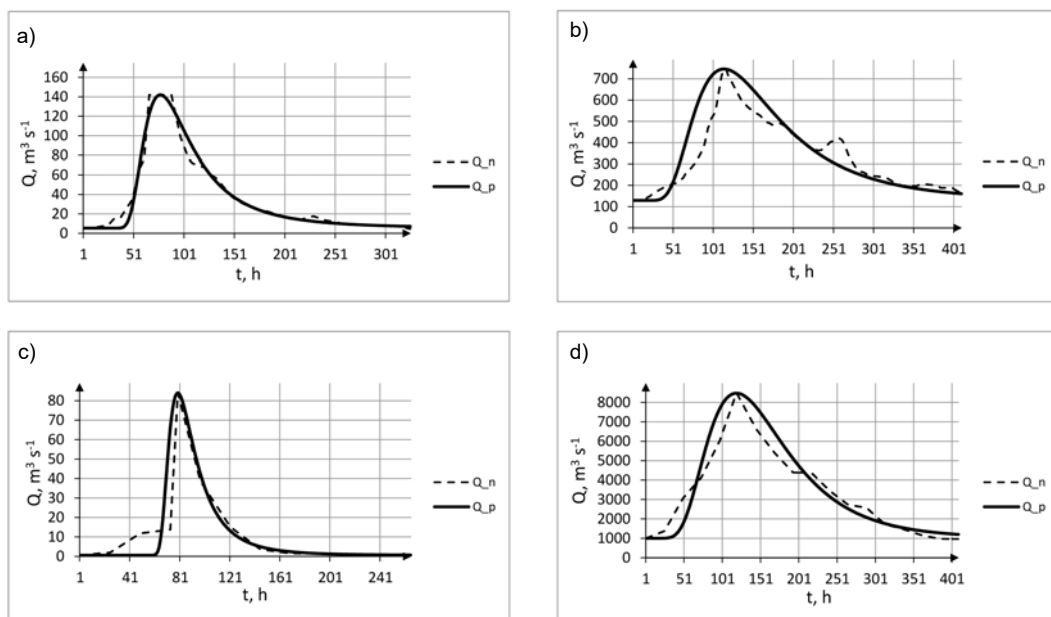 a)
Q, m³ s⁻¹
160
140
120
100
80
60
40
20
0
1 51 101 151 201 251 301
t, h
Q_n
Q_p
b)
Q, m³ s⁻¹
700
600
500
400
300
200
100
0
1 51 101 151 201 251 301 351 401
t, h
Q_n
Q_p
c)
Q, m³ s⁻¹
80
70
60
50
40
30
20
10
0
1 41 81 121 161 201 241
t, h
Q_n
Q_p
d)
Q, m³ s⁻¹
8000
7000
6000
5000
4000
3000
2000
1000
0
1 51 101 151 201 251 301 351 401
t, h
Q_n
Q_p